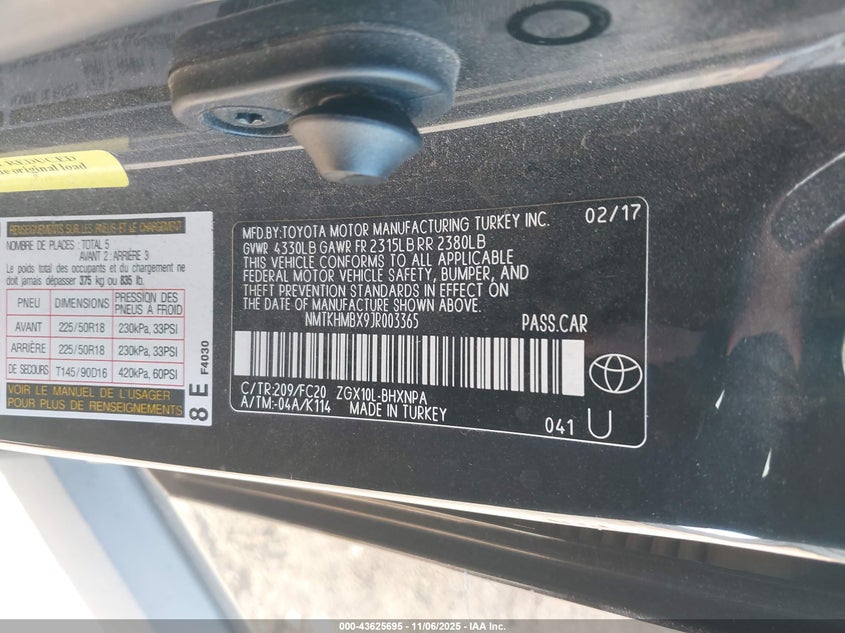 REDUCED
original load
RENSEIGNEMENTS SUR LES PNEUS ET LE CHARGEMENT
NOMBRE DE PLACES : TOTAL 5
AVANT 2 : ARRIÈRE 3
Le poids total des occupants et du chargement ne
doit jamais dépasser 375 kg ou 835 lb.
PNEU DIMENSIONS PRESSION DES PNEUS À FROID
AVANT 225/50R18 230kPa, 33PSI
ARRIÈRE 225/50R18 230kPa, 33PSI
DE SECOURS T145/90D16 420kPa, 60PSI
VOIR LE MANUEL DE L'USAGER
POUR PLUS DE RENSEIGNEMENTS
8 E F4030
MFD.BY:TOYOTA MOTOR MANUFACTURING TURKEY INC. 02/17
GVWR 4330LB GAWR FR 2315LB RR 2380LB
THIS VEHICLE CONFORMS TO ALL APPLICABLE
FEDERAL MOTOR VEHICLE SAFETY, BUMPER, AND
THEFT PREVENTION STANDARDS IN EFFECT ON
THE DATE OF MANUFACTURE SHOWN ABOVE.
NMTKHMBX9JR003365 PASS.CAR
C/TR:209/FC20 ZGX10L-BHXNPA
A/TM:-04A/K114 MADE IN TURKEY
041 U
000-43625695 - 11/06/2025 - IAA Inc.